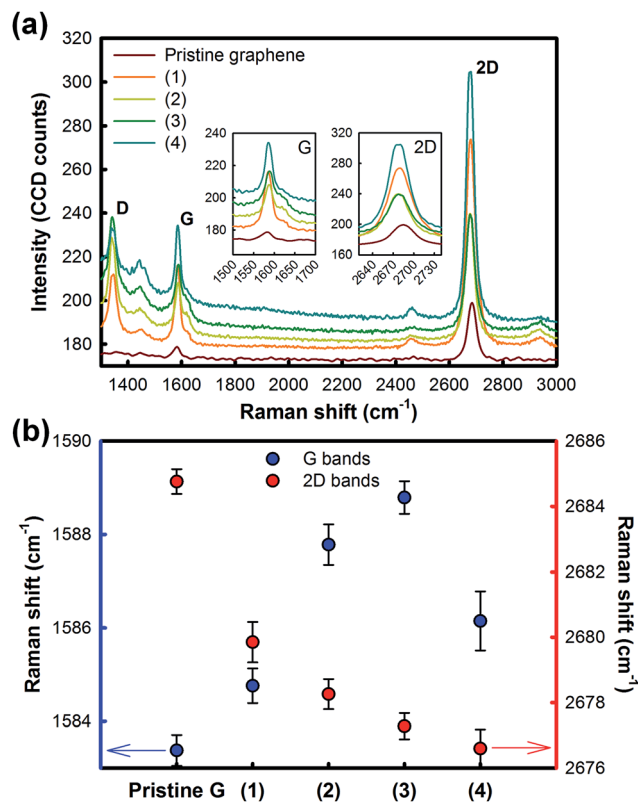 (a)
320
300
280
260
240
220
200
180
Intensity (CCD counts)
Pristine graphene
(1)
(2)
(3)
(4)
D
G
2D
G
240
220
200
180
1500
1550
1600
1650
1700
2D
320
280
240
200
160
2640
2670
2700
2730
1400 1600 1800 2000 2200 2400 2600 2800 3000
Raman shift (cm⁻¹)
(b)
1590
1588
1586
1584
Raman shift (cm⁻¹)
G bands
2D bands
2686
2684
2682
2680
2678
2676
Raman shift (cm⁻¹)
Pristine G (1) (2) (3) (4)